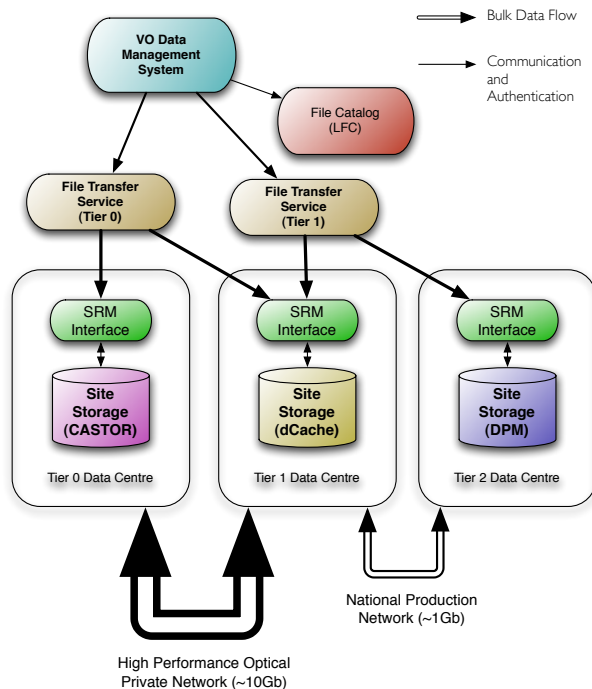 Bulk Data Flow
Communication
and
Authentication
VO Data
Management
System
File Catalog
(LFC)
File Transfer
Service
(Tier 0)
File Transfer
Service
(Tier 1)
SRM
Interface
Site
Storage
(CASTOR)
Tier 0 Data Centre
SRM
Interface
Site
Storage
(dCache)
Tier 1 Data Centre
SRM
Interface
Site
Storage
(DPM)
Tier 2 Data Centre
National Production
Network (~1Gb)
High Performance Optical
Private Network (~10Gb)